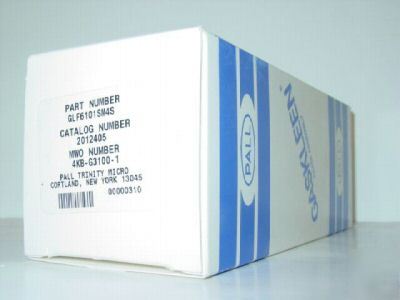 PART NUMBER
GLF6101SM4S
CATALOG NUMBER
2012405
MWO NUMBER
4KB-G3100-1
PALL TRINITY MICRO
CORTLAND, NEW YORK 13045
00000310
PALL
GASKLEEN